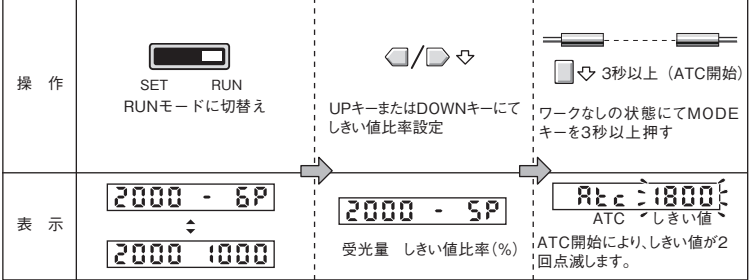 操 作
SET RUN
RUNモードに切替え
UPキーまたはDOWNキーにて
しきい値比率設定
3秒以上（ATC開始）
ワークなしの状態にてMODE
キーを3秒以上押す
表 示
2000 - 6P
2000 1000
2000 - 5P
受光量 しきい値比率(%)
Atc 1800
ATC しきい値
ATC開始により、しきい値が2
回点滅します。